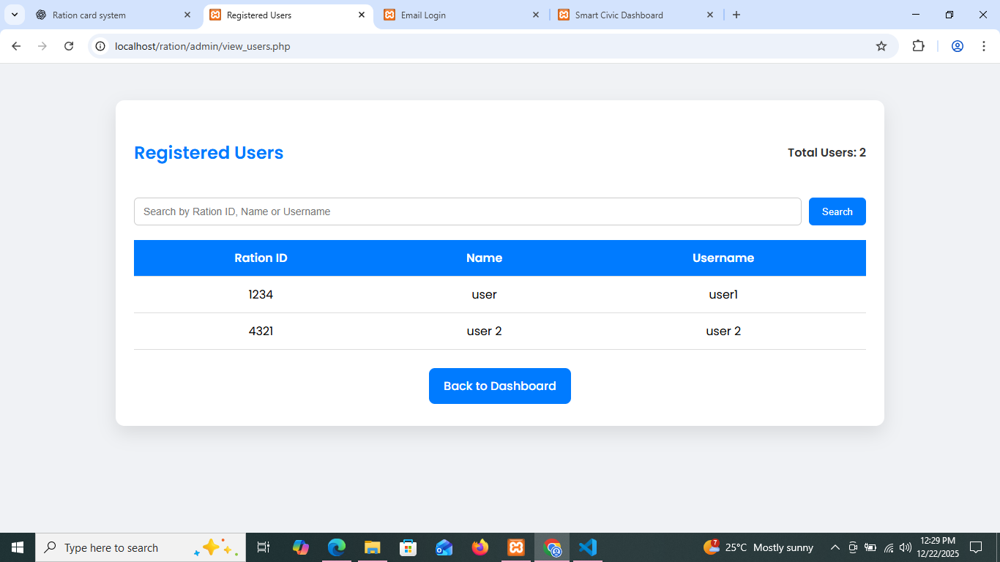 Ration card system
Registered Users
Email Login
Smart Civic Dashboard
localhost/ration/admin/view_users.php
Registered Users
Total Users: 2
Search by Ration ID, Name or Username
Search
Ration ID Name Username
1234 user user1
4321 user 2 user 2
Back to Dashboard
Type here to search
7
25°C Mostly sunny
12:29 PM
12/22/2025